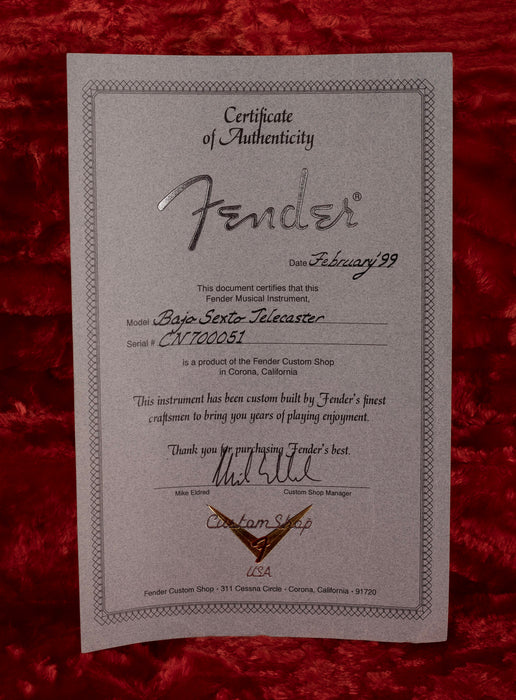 Certificate
of Authenticity
Fender®
Date February '99
This document certifies that this
Fender Musical Instrument,
Model Bajo Sexto Telecaster
Serial # CN700051
is a product of the Fender Custom Shop
in Corona, California
This instrument has been custom built by Fender's finest
craftsmen to bring you years of playing enjoyment.
Thank you for purchasing Fender's best.
Mike Eldred Custom Shop Manager
Custom Shop
USA
Fender Custom Shop - 311 Cessna Circle - Corona, California - 91720